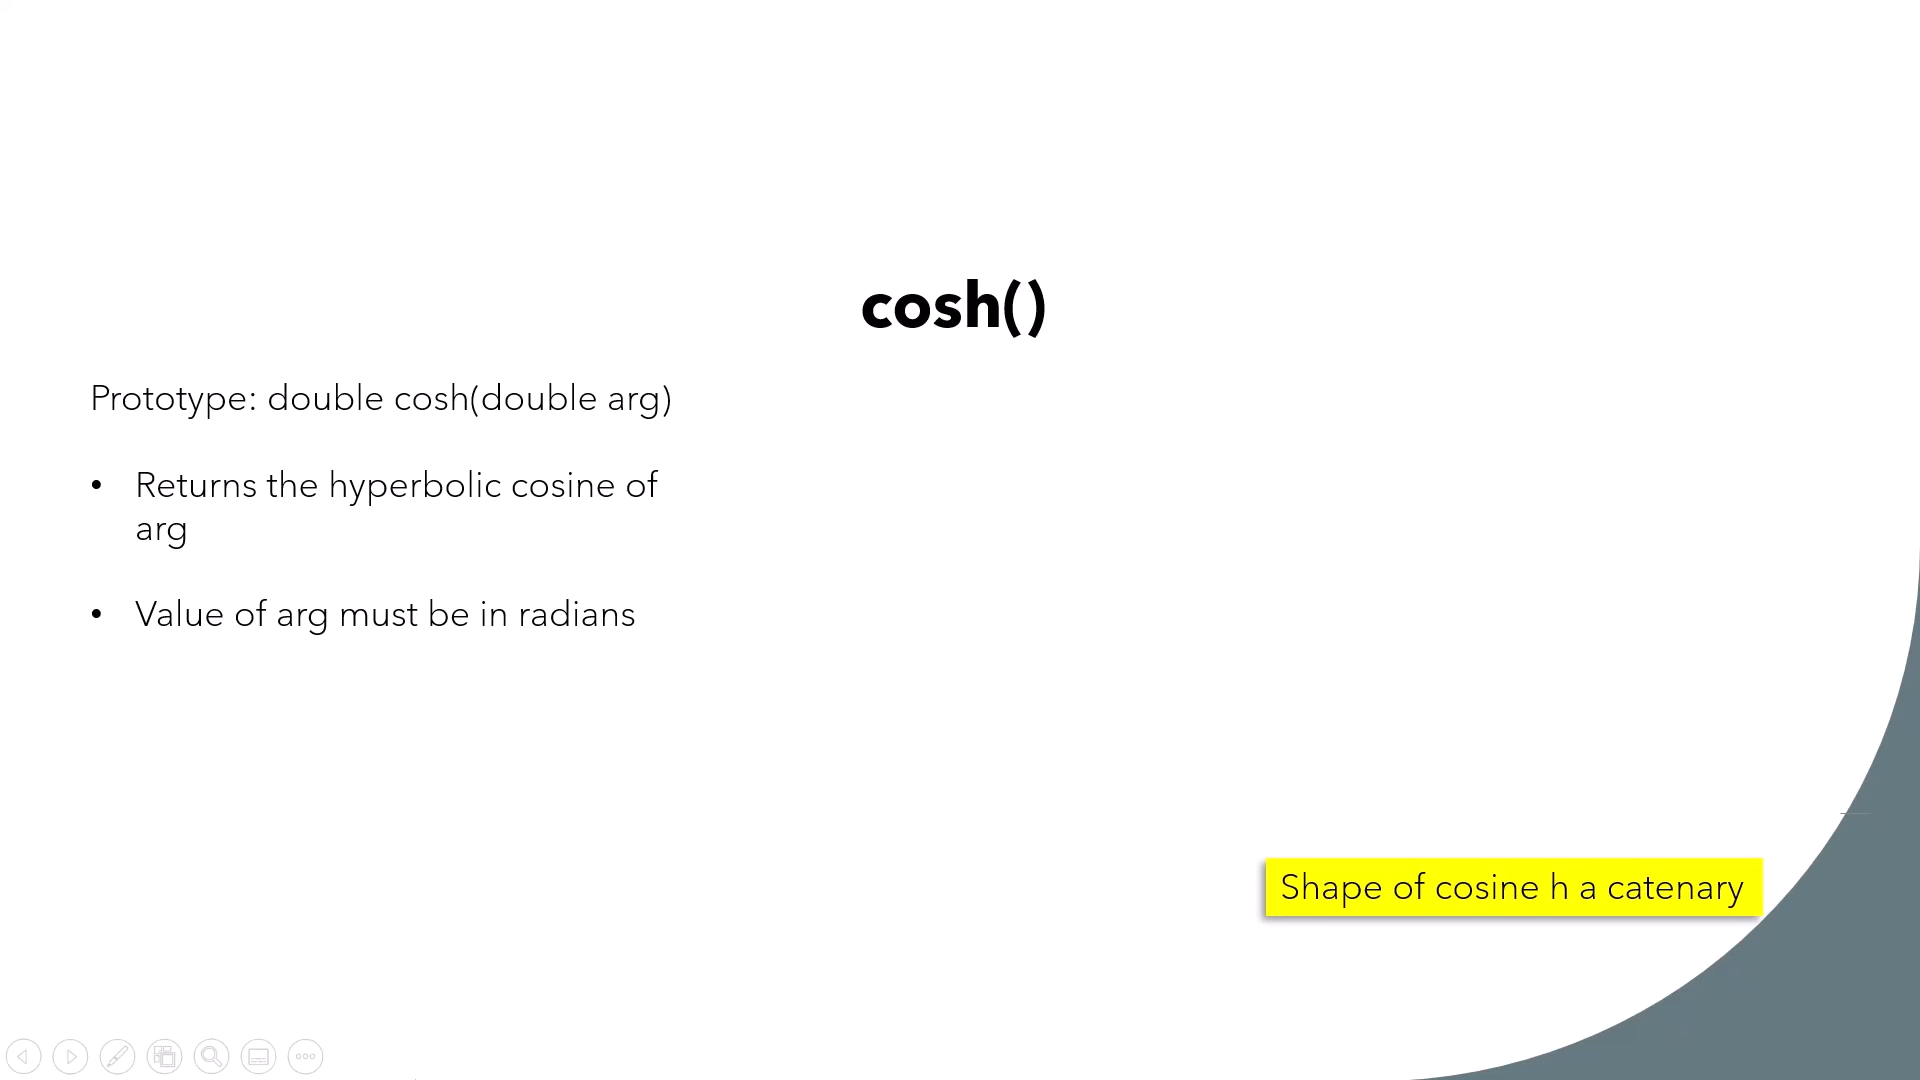 cosh()
Prototype: double cosh(double arg)
• Returns the hyperbolic cosine of
arg
• Value of arg must be in radians
Shape of cosine h a catenary